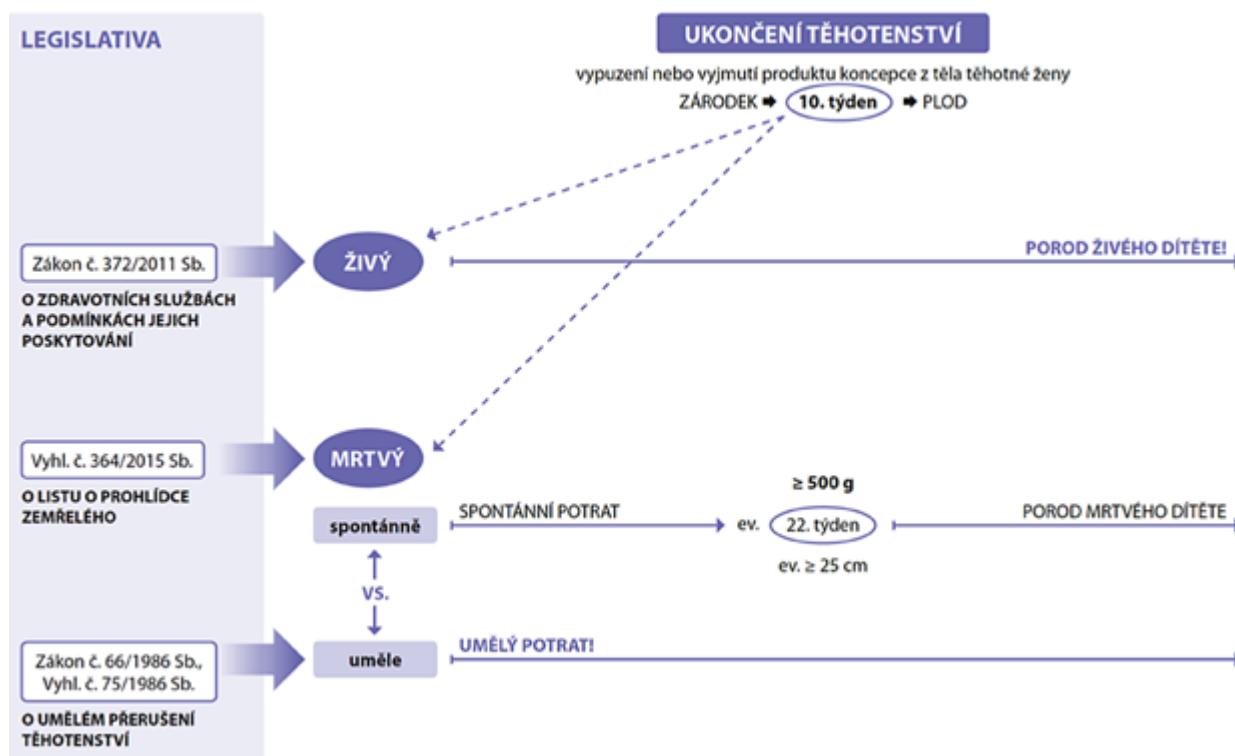 LEGISLATIVA
UKONČENÍ TĚHOTENSTVÍ
vypuzení nebo vyjmutí produktu koncepce z těla těhotné ženy
ZÁRODEK ➡ 10. týden ➡ PLOD
Zákon č. 372/2011 Sb.
O ZDRAVOTNÍCH SLUŽBÁCH
A PODMÍNKÁCH JEJICH
POSKYTOVÁNÍ
ŽIVÝ
POROD ŽIVÉHO DÍTĚTE!
Vyhl. č. 364/2015 Sb.
O LISTU O PROHLÍDCE
ZEMŘELÉHO
MRTVÝ
spontánně
SPONTÁNNÍ POTRAT
≥ 500 g
ev. 22. týden
ev. ≥ 25 cm
POROD MRTVÉHO DÍTĚTE
VS.
Zákon č. 66/1986 Sb.,
Vyhl. č. 75/1986 Sb.
O UMĚLÉM PŘERUŠENÍ
TĚHOTENSTVÍ
uměle
UMĚLÝ POTRAT!